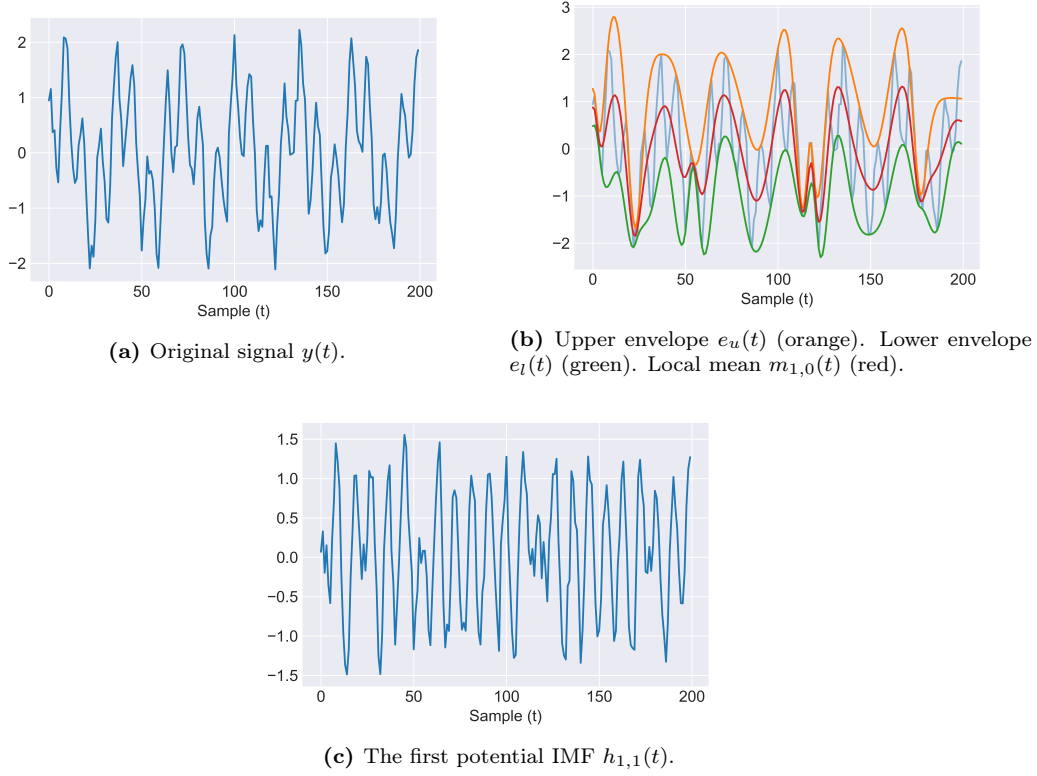 2
1
0
−1
−2
0 50 100 150 200
Sample (t)
(a) Original signal y(t).
3
2
1
0
−1
−2
0 50 100 150 200
Sample (t)
(b) Upper envelope e_u(t) (orange). Lower envelope
e_l(t) (green). Local mean m_{1,0}(t) (red).
1.5
1.0
0.5
0.0
−0.5
−1.0
−1.5
0 50 100 150 200
Sample (t)
(c) The first potential IMF h_{1,1}(t).